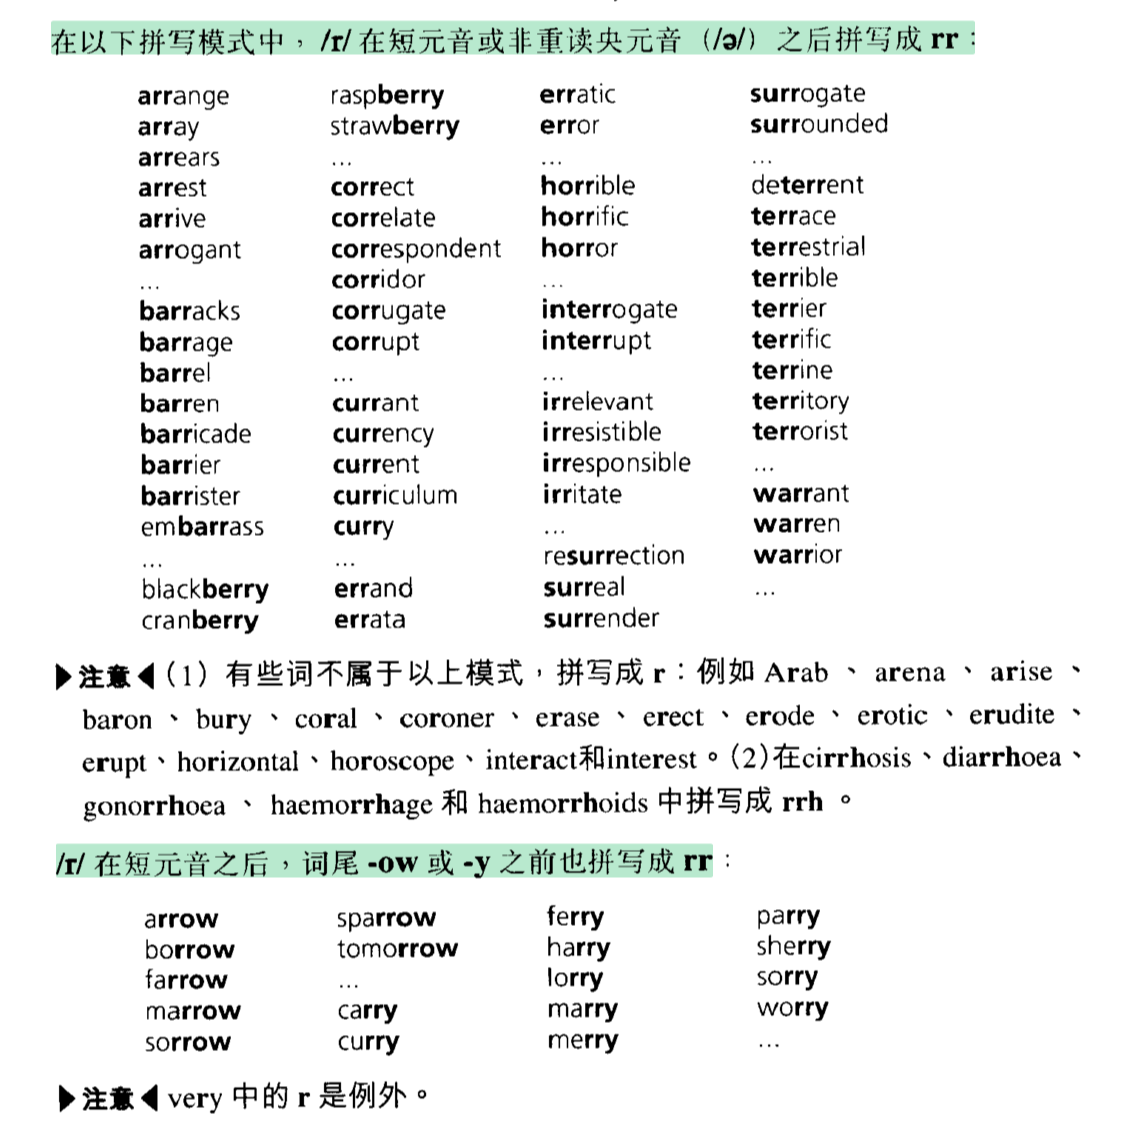 在以下拼写模式中，/r/ 在短元音或非重读央元音（/ə/）之后拼写成 rr：
arrange raspberry erratic surrogate
array strawberry error surrounded
arrears ... ... ...
arrest correct horrible deterrent
arrive correlate horrific terrace
arrogant correspondent horror terrestrial
... corridor ... terrible
barracks corrugate interrogate terrier
barrage corrupt interrupt terrific
barrel ... ... terrine
barren currant irrelevant territory
barricade currency irresistible terrorist
barrier current irresponsible ...
barrister curriculum irritate warrant
embarrass curry ... warren
... ... resurrection warrior
blackberry errand surreal ...
cranberry errata surrender
▶注意◀（1）有些词不属于以上模式，拼写成 r：例如 Arab、arena、arise、
baron、bury、coral、coroner、erase、erect、erode、erotic、erudite、
erupt、horizontal、horoscope、interact和interest。(2)在cirrhosis、diarrhoea、
gonorrhoea、haemorrhage 和 haemorrhoids 中拼写成 rrh。
/r/ 在短元音之后，词尾 -ow 或 -y 之前也拼写成 rr：
arrow sparrow ferry parry
borrow tomorrow harry sherry
farrow ... lorry sorry
marrow carry marry worry
sorrow curry merry ...
▶注意◀ very 中的 r 是例外。